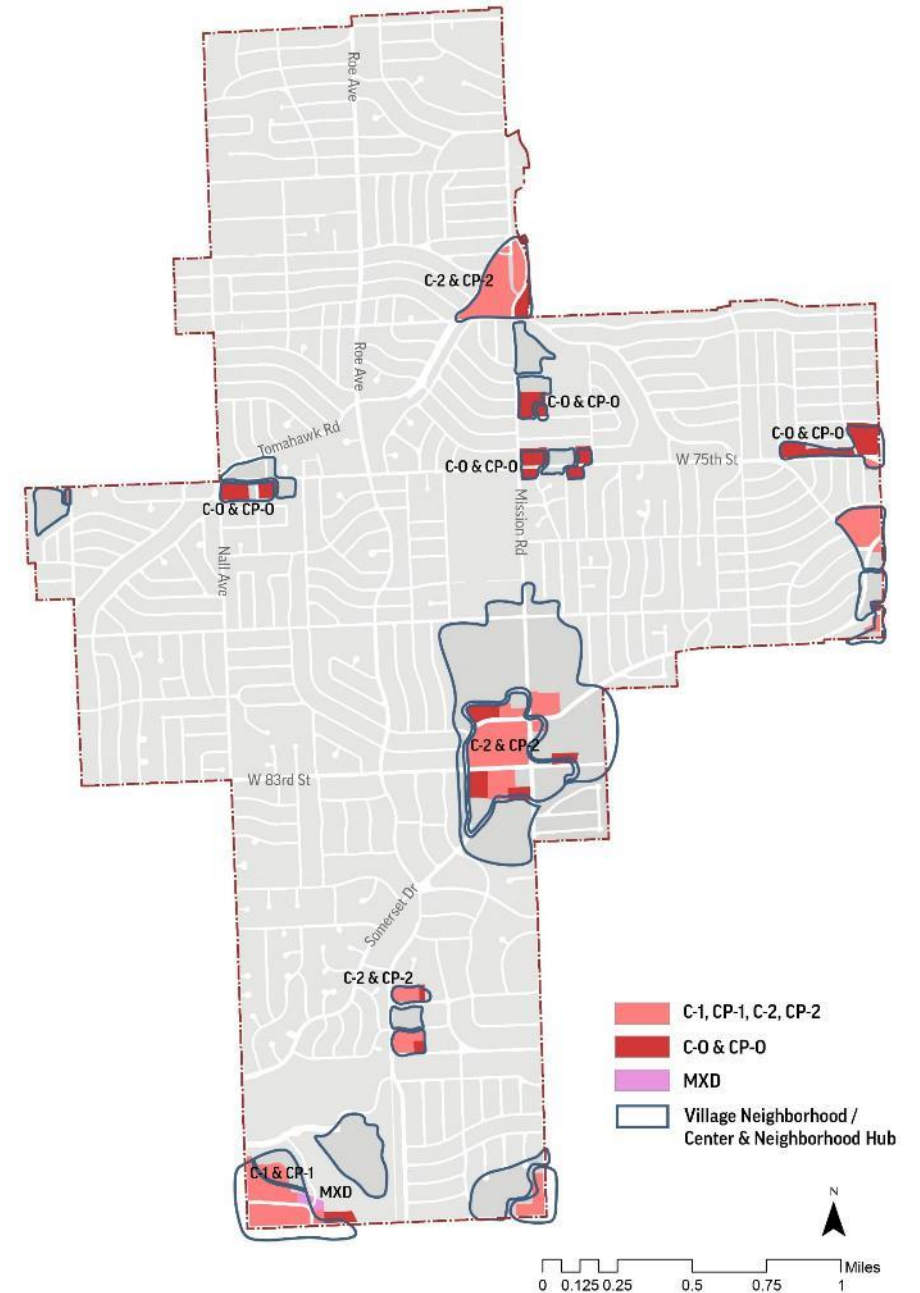 Roe Ave
C-2 & CP-2
Roe Ave
C-O & CP-O
Tomahawk Rd
C-O & CP-O
C-O & CP-O
W 75th St
C-O & CP-O
Mission Rd
Nall Ave
C-2 & CP-2
W 83rd St
Somerset Dr
C-2 & CP-2
C-1, CP-1, C-2, CP-2
C-O & CP-O
MXD
Village Neighborhood /
Center & Neighborhood Hub
C-1 & CP-1
MXD
N
Miles
0 0.125 0.25 0.5 0.75 1